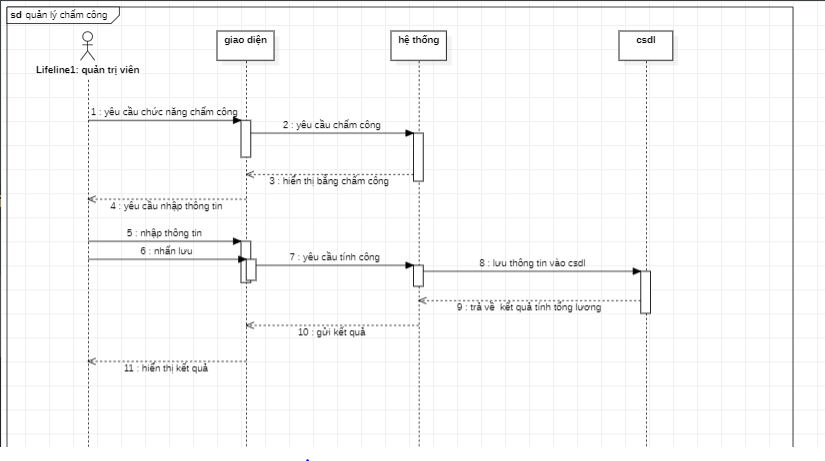 sd quản lý chấm công
giao diện
hệ thống
csdl
Lifeline1: quản trị viên
1 : yêu cầu chức năng chấm công
2 : yêu cầu chấm công
3 : hiển thị bảng chấm công
4 : yêu cầu nhập thông tin
5 : nhập thông tin
6 : nhấn lưu
7 : yêu cầu tính công
8 : lưu thông tin vào csdl
9 : trả về kết quả tính tổng lương
10 : gửi kết quả
11 : hiển thị kết quả